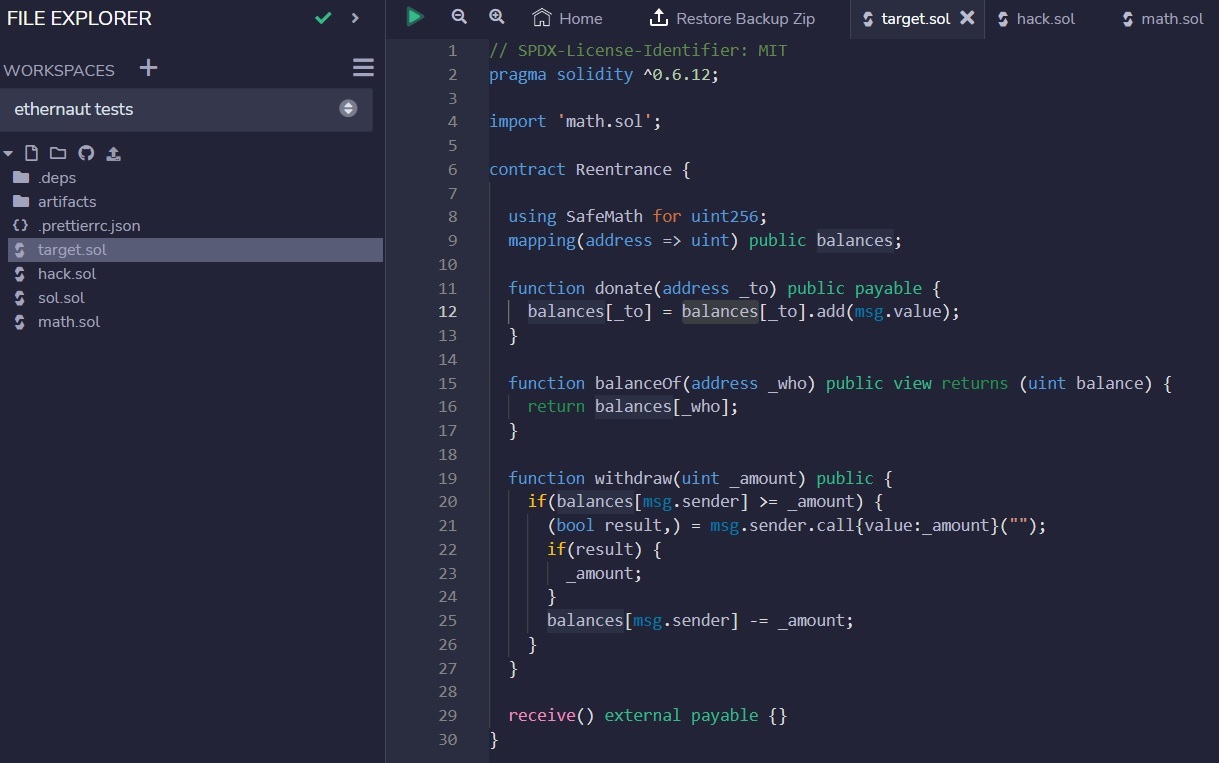 FILE EXPLORER
WORKSPACES
ethernaut tests
.deps
artifacts
.prettierrc.json
target.sol
hack.sol
sol.sol
math.sol
Home
Restore Backup Zip
target.sol
hack.sol
math.sol
1 // SPDX-License-Identifier: MIT
2 pragma solidity ^0.6.12;
3
4 import 'math.sol';
5
6 contract Reentrance {
7
8 using SafeMath for uint256;
9 mapping(address => uint) public balances;
10
11 function donate(address _to) public payable {
12 balances[_to] = balances[_to].add(msg.value);
13 }
14
15 function balanceOf(address _who) public view returns (uint balance) {
16 return balances[_who];
17 }
18
19 function withdraw(uint _amount) public {
20 if(balances[msg.sender] >= _amount) {
21 (bool result,) = msg.sender.call{value:_amount}("");
22 if(result) {
23 _amount;
24 }
25 balances[msg.sender] -= _amount;
26 }
27 }
28
29 receive() external payable {}
30 }